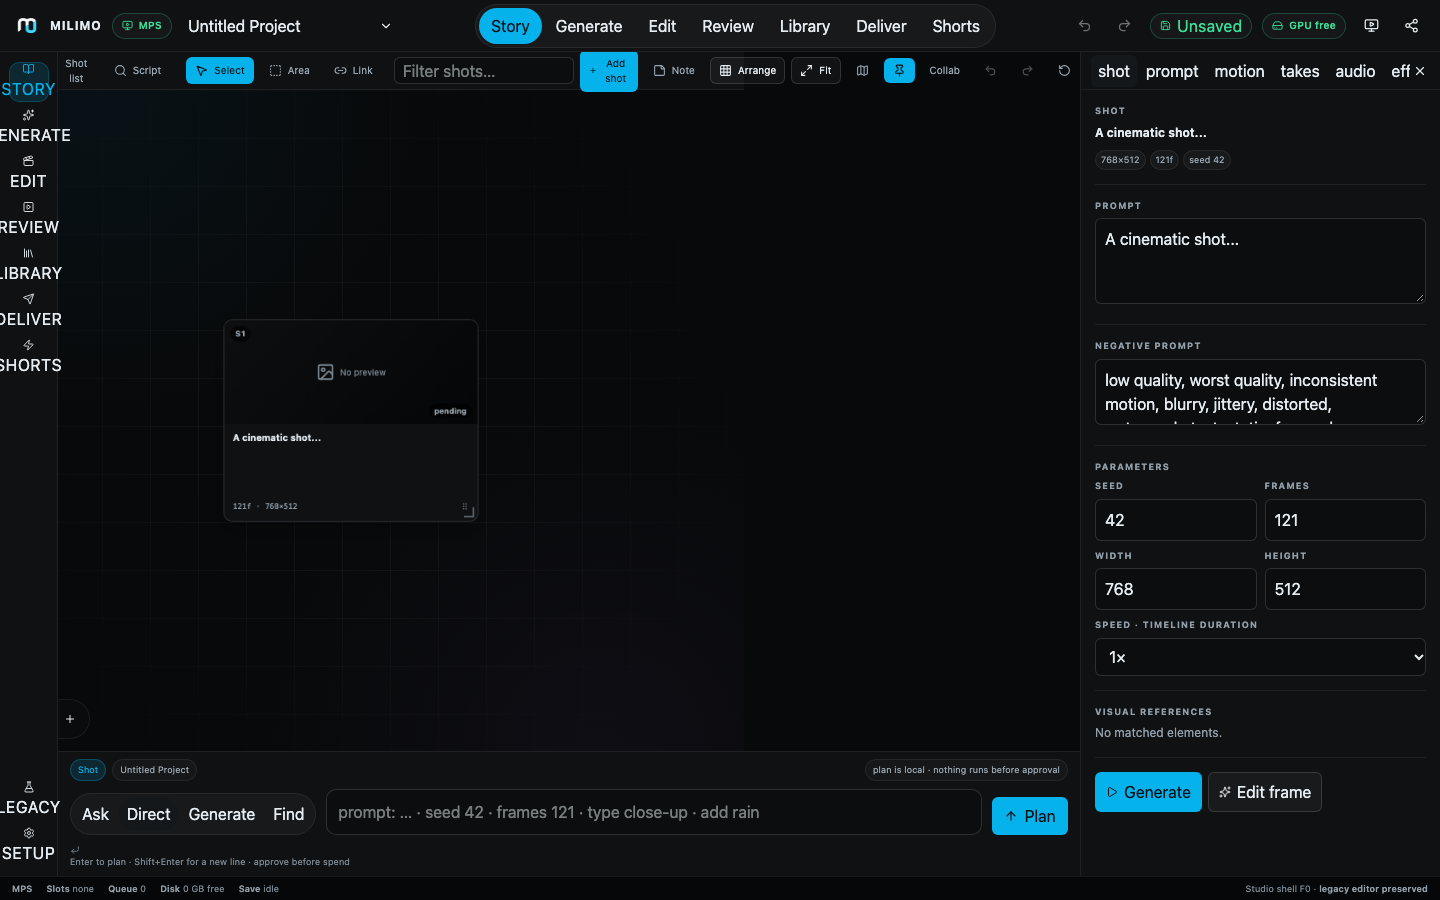 MILIMO
MPS
Untitled Project
Story
Generate
Edit
Review
Library
Deliver
Shorts
Unsaved
GPU free
STORY
ENERATE
EDIT
REVIEW
LIBRARY
DELIVER
SHORTS
LEGACY
SETUP
Shot list
Script
Select
Area
Link
Filter shots...
+ Add shot
Note
Arrange
Fit
Collab
S1
No preview
pending
A cinematic shot...
121f · 768×512
+
Shot
Untitled Project
plan is local · nothing runs before approval
Ask
Direct
Generate
Find
prompt: ... · seed 42 · frames 121 · type close-up · add rain
Plan
Enter to plan · Shift+Enter for a new line · approve before spend
shot
prompt
motion
takes
audio
eff
SHOT
A cinematic shot...
768×512
121f
seed 42
PROMPT
A cinematic shot...
NEGATIVE PROMPT
low quality, worst quality, inconsistent
motion, blurry, jittery, distorted,
PARAMETERS
SEED
FRAMES
42
121
WIDTH
HEIGHT
768
512
SPEED · TIMELINE DURATION
1×
VISUAL REFERENCES
No matched elements.
Generate
Edit frame
MPS
Slots none
Queue 0
Disk 0 GB free
Save idle
Studio shell F0 · legacy editor preserved